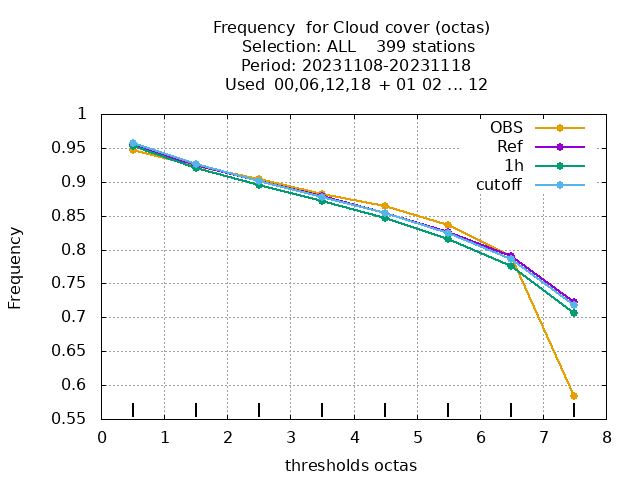 Frequency  for Cloud cover (octas)
Selection: ALL    399 stations
Period: 20231108-20231118
Used  00,06,12,18  + 01 02 ... 12
OBS
Ref
1h
cutoff
Frequency
1
0.95
0.9
0.85
0.8
0.75
0.7
0.65
0.6
0.55
0 1 2 3 4 5 6 7 8
thresholds octas